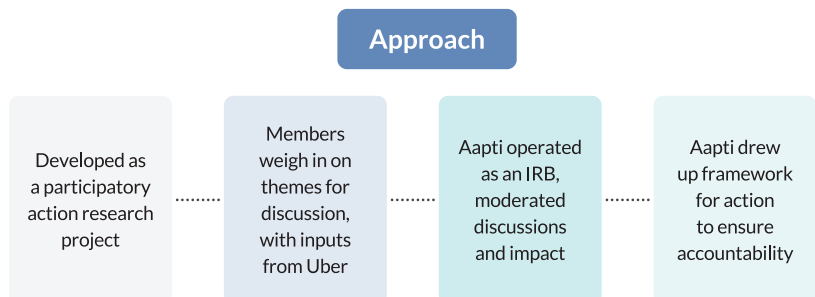 Approach
Developed as
a participatory
action research
project
Members
weigh in on
themes for
discussion,
with inputs
from Uber
Aapti operated
as an IRB,
moderated
discussions
and impact
Aapti drew
up framework
for action
to ensure
accountability